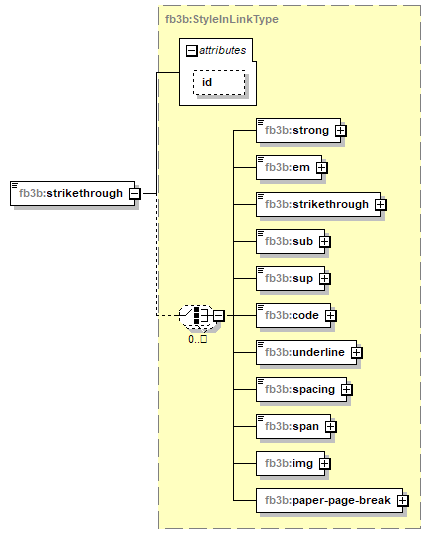 fb3b:StyleInLinkType
attributes
id
fb3b:strikethrough
fb3b:strong
fb3b:em
fb3b:strikethrough
fb3b:sub
fb3b:sup
fb3b:code
0..□
fb3b:underline
fb3b:spacing
fb3b:span
fb3b:img
fb3b:paper-page-break